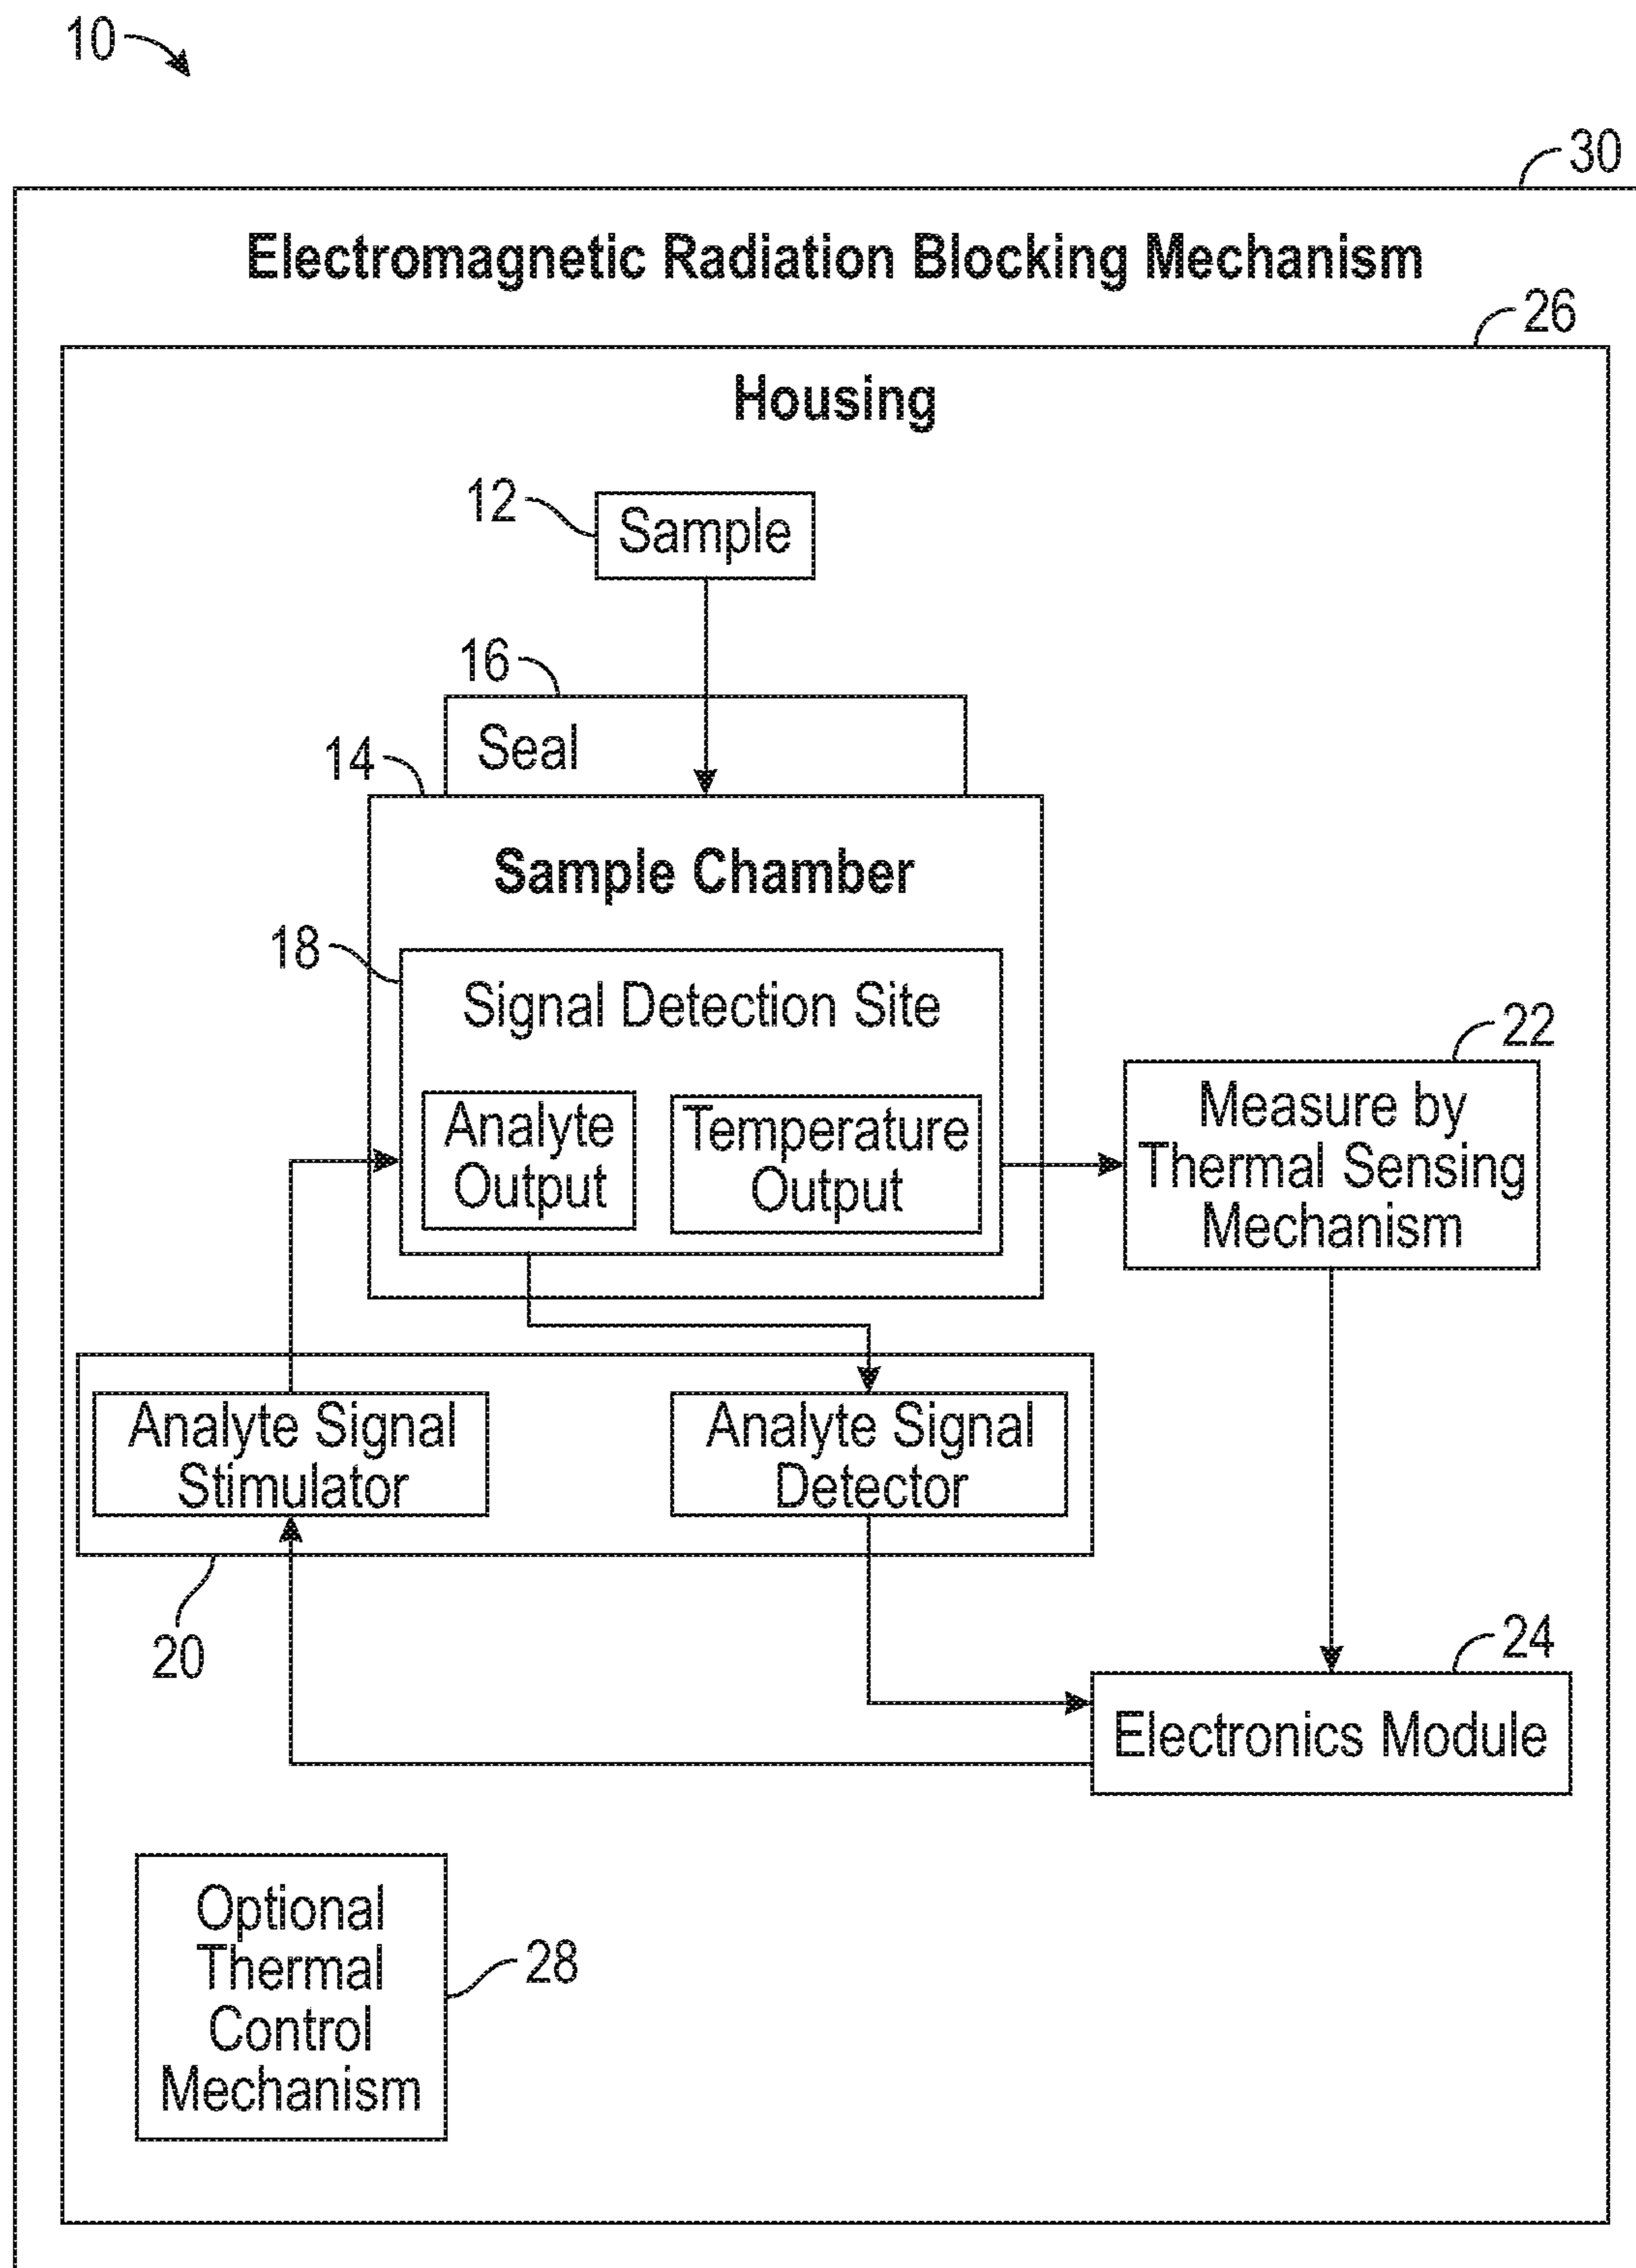 10
30
Electromagnetic Radiation Blocking Mechanism
26
Housing
12
Sample
16
Seal
14
Sample Chamber
18
Signal Detection Site
22
Analyte
Output
Temperature
Output
Measure by
Thermal Sensing
Mechanism
Analyte Signal
Stimulator
Analyte Signal
Detector
20
24
Electronics Module
Optional
Thermal
Control
Mechanism
28